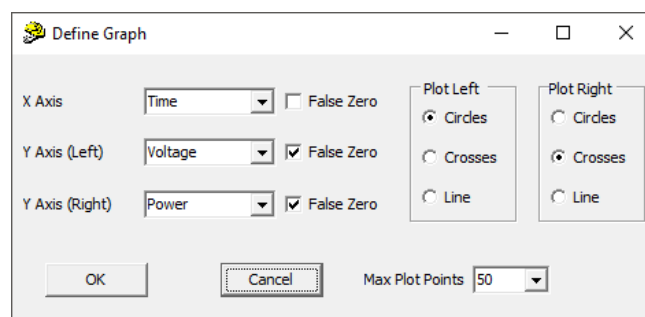 Define Graph
X Axis Time False Zero
Y Axis (Left) Voltage False Zero
Y Axis (Right) Power False Zero
Plot Left
Circles
Crosses
Line
Plot Right
Circles
Crosses
Line
OK Cancel Max Plot Points 50